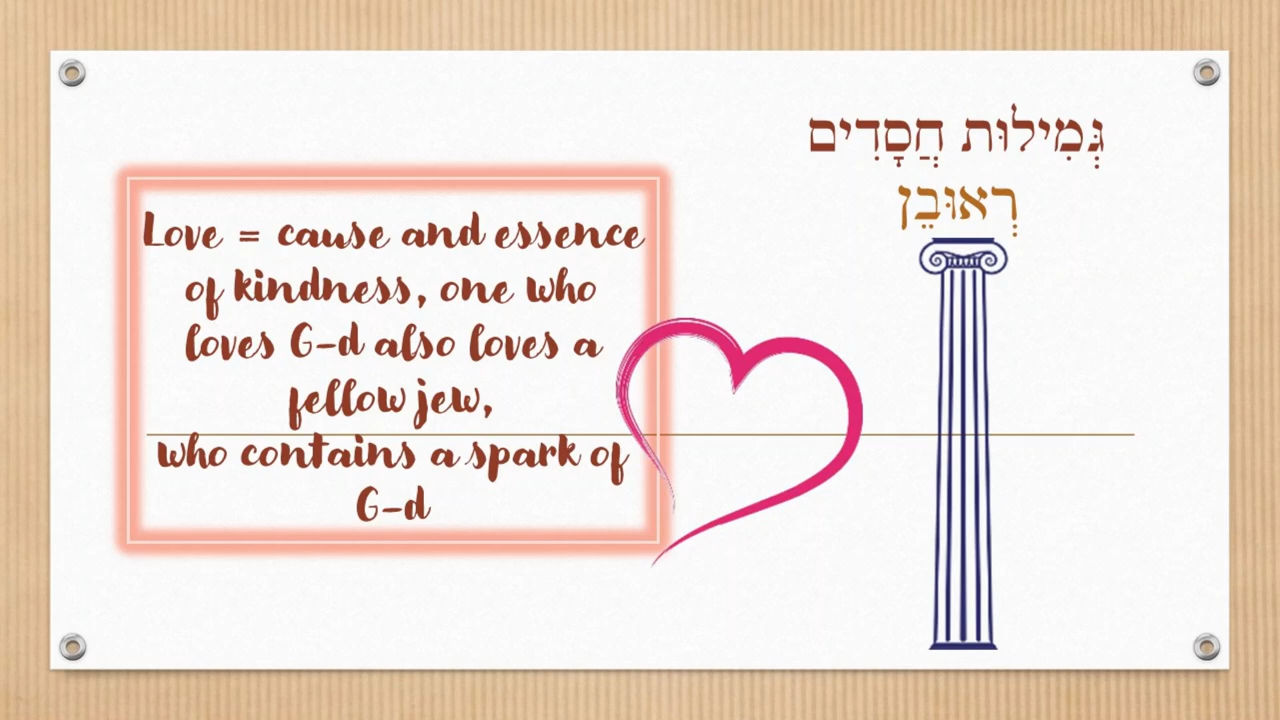 גְּמִילוּת חֲסָדִים
רְאוּבֵן
Love = cause and essence
of kindness, one who
loves G-d also loves a
fellow jew,
who contains a spark of
G-d